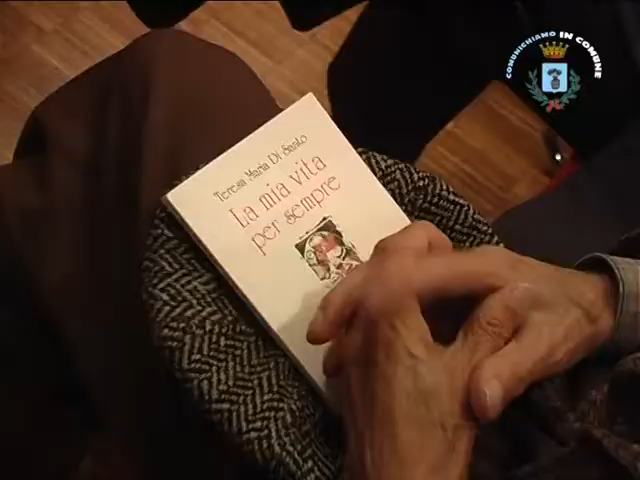 COMUNICHIAMO IN COMUNE
Teresa Maria Di Santo
La mia vita
per sempre